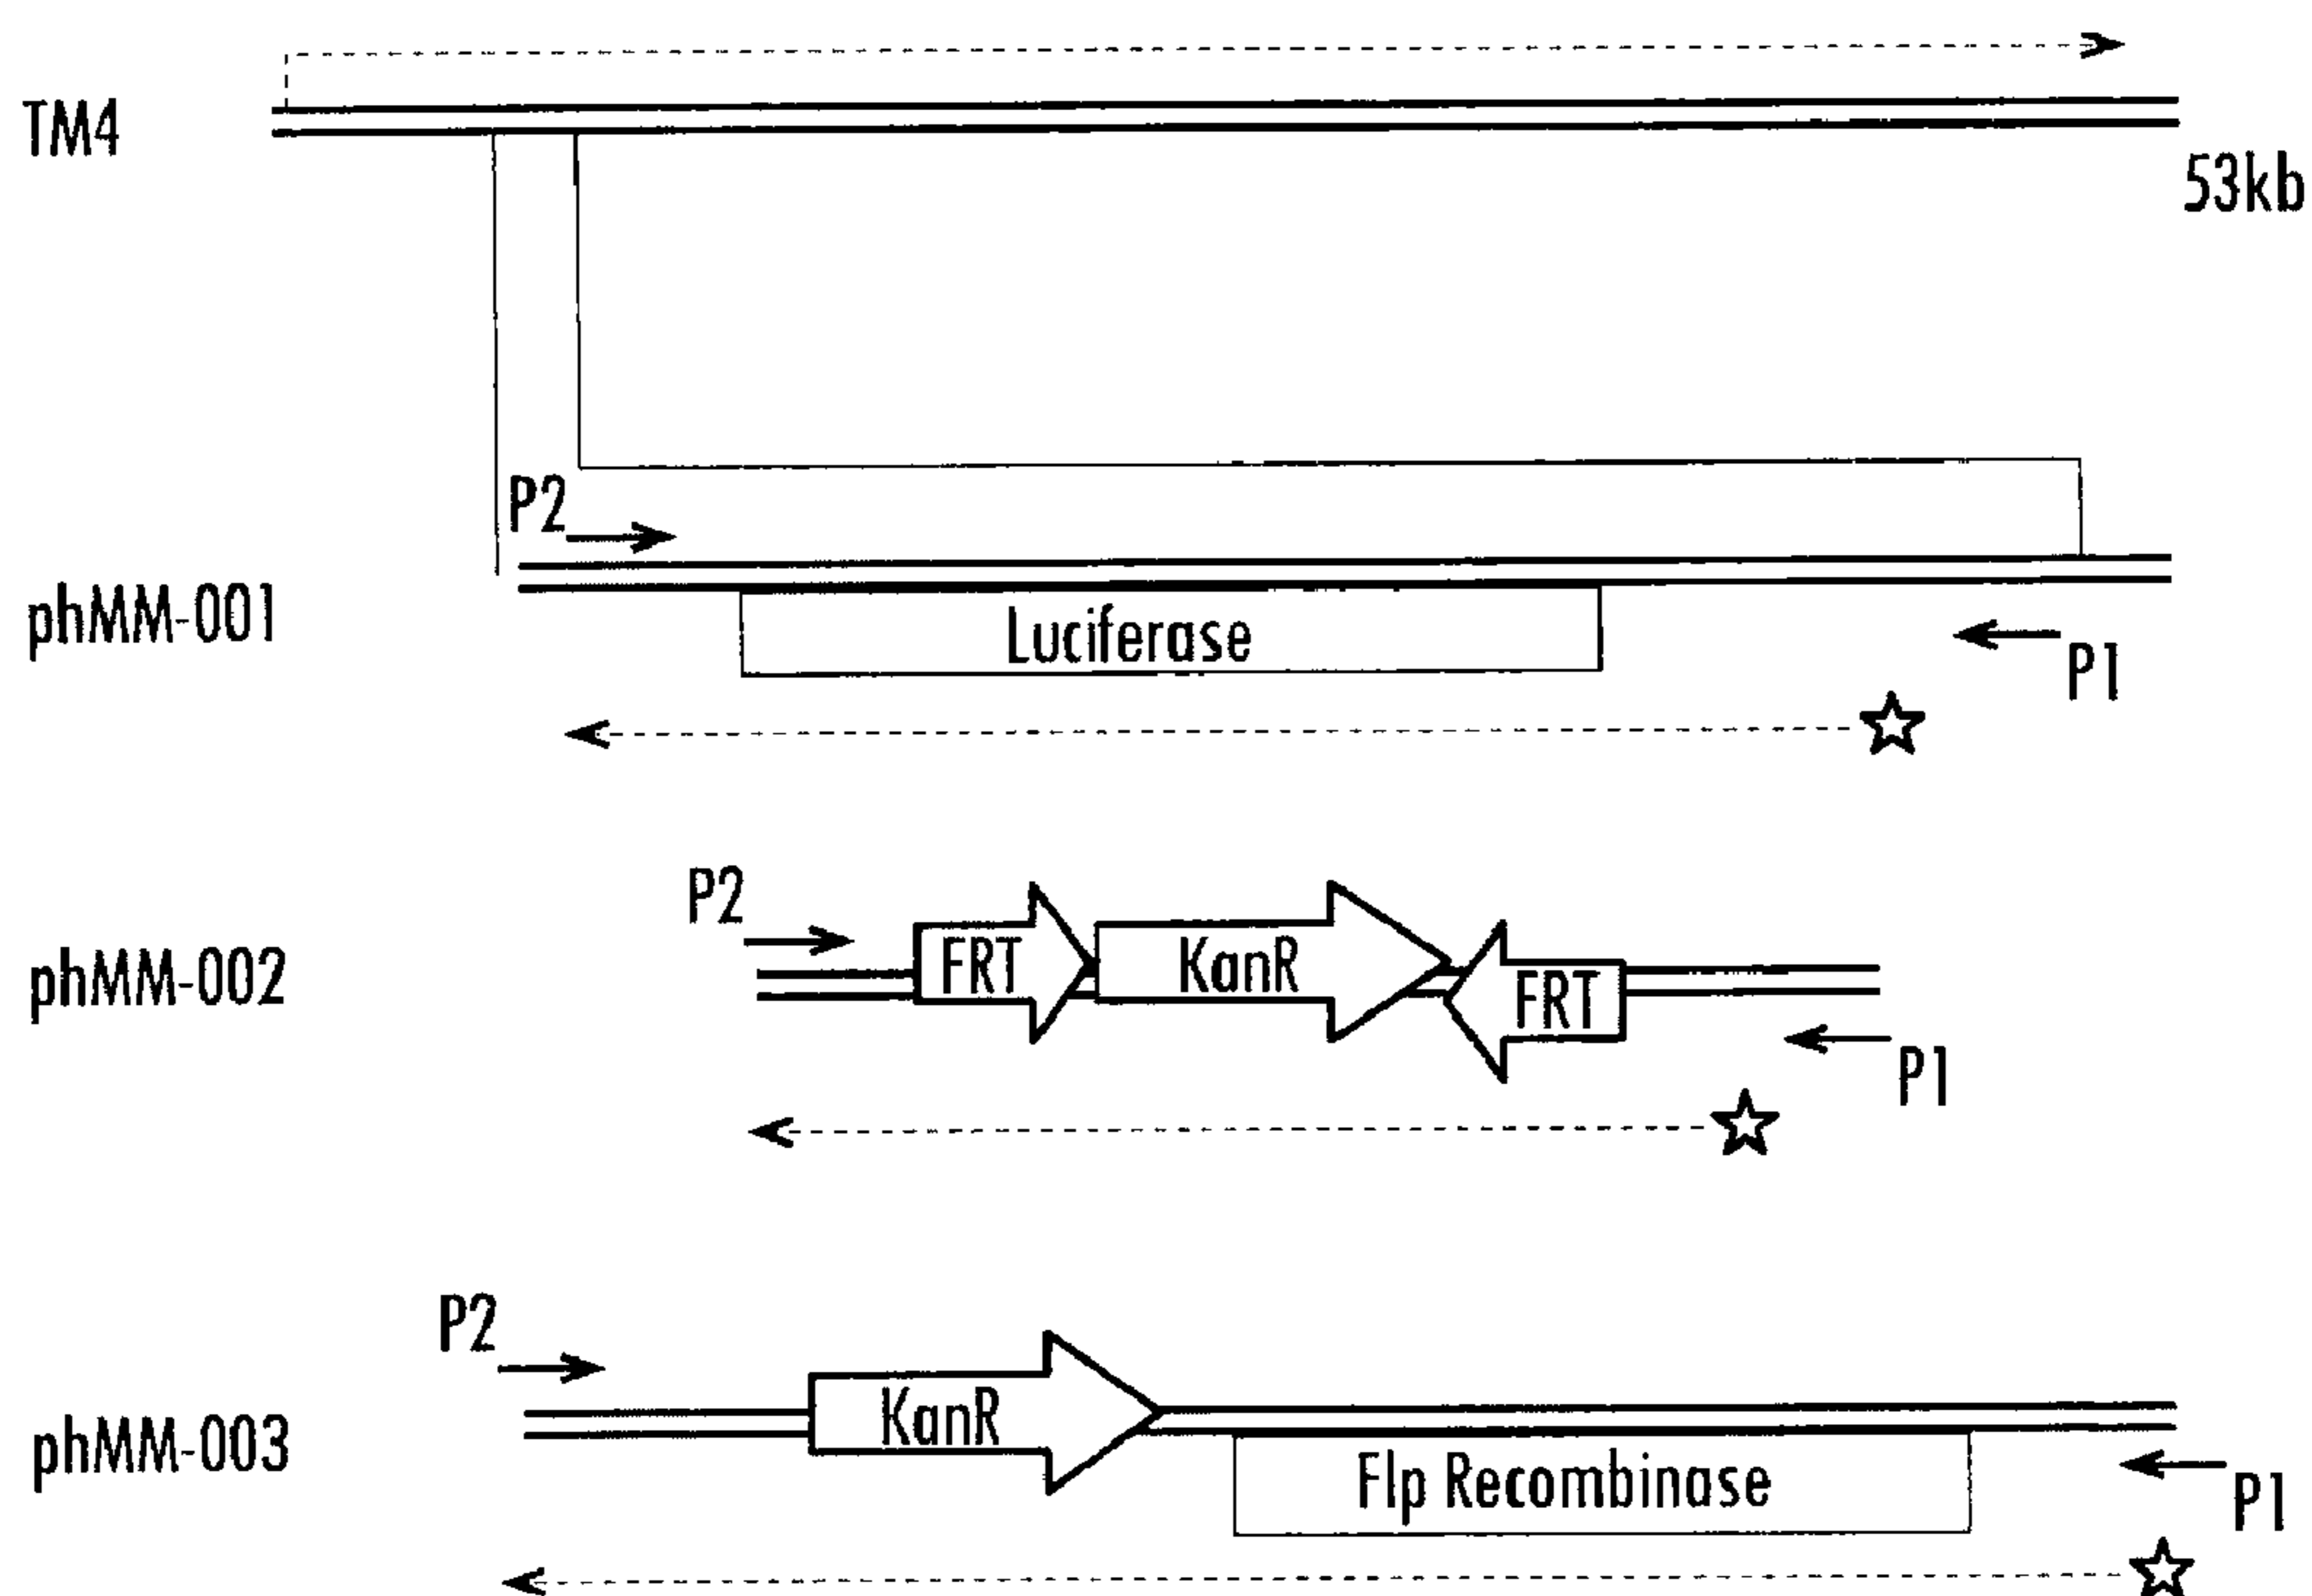 TM4
53kb
P2
phMM-001
Luciferase
P1
P2
phMM-002
FRT
KanR
FRT
P1
P2
phMM-003
KanR
Flp Recombinase
P1